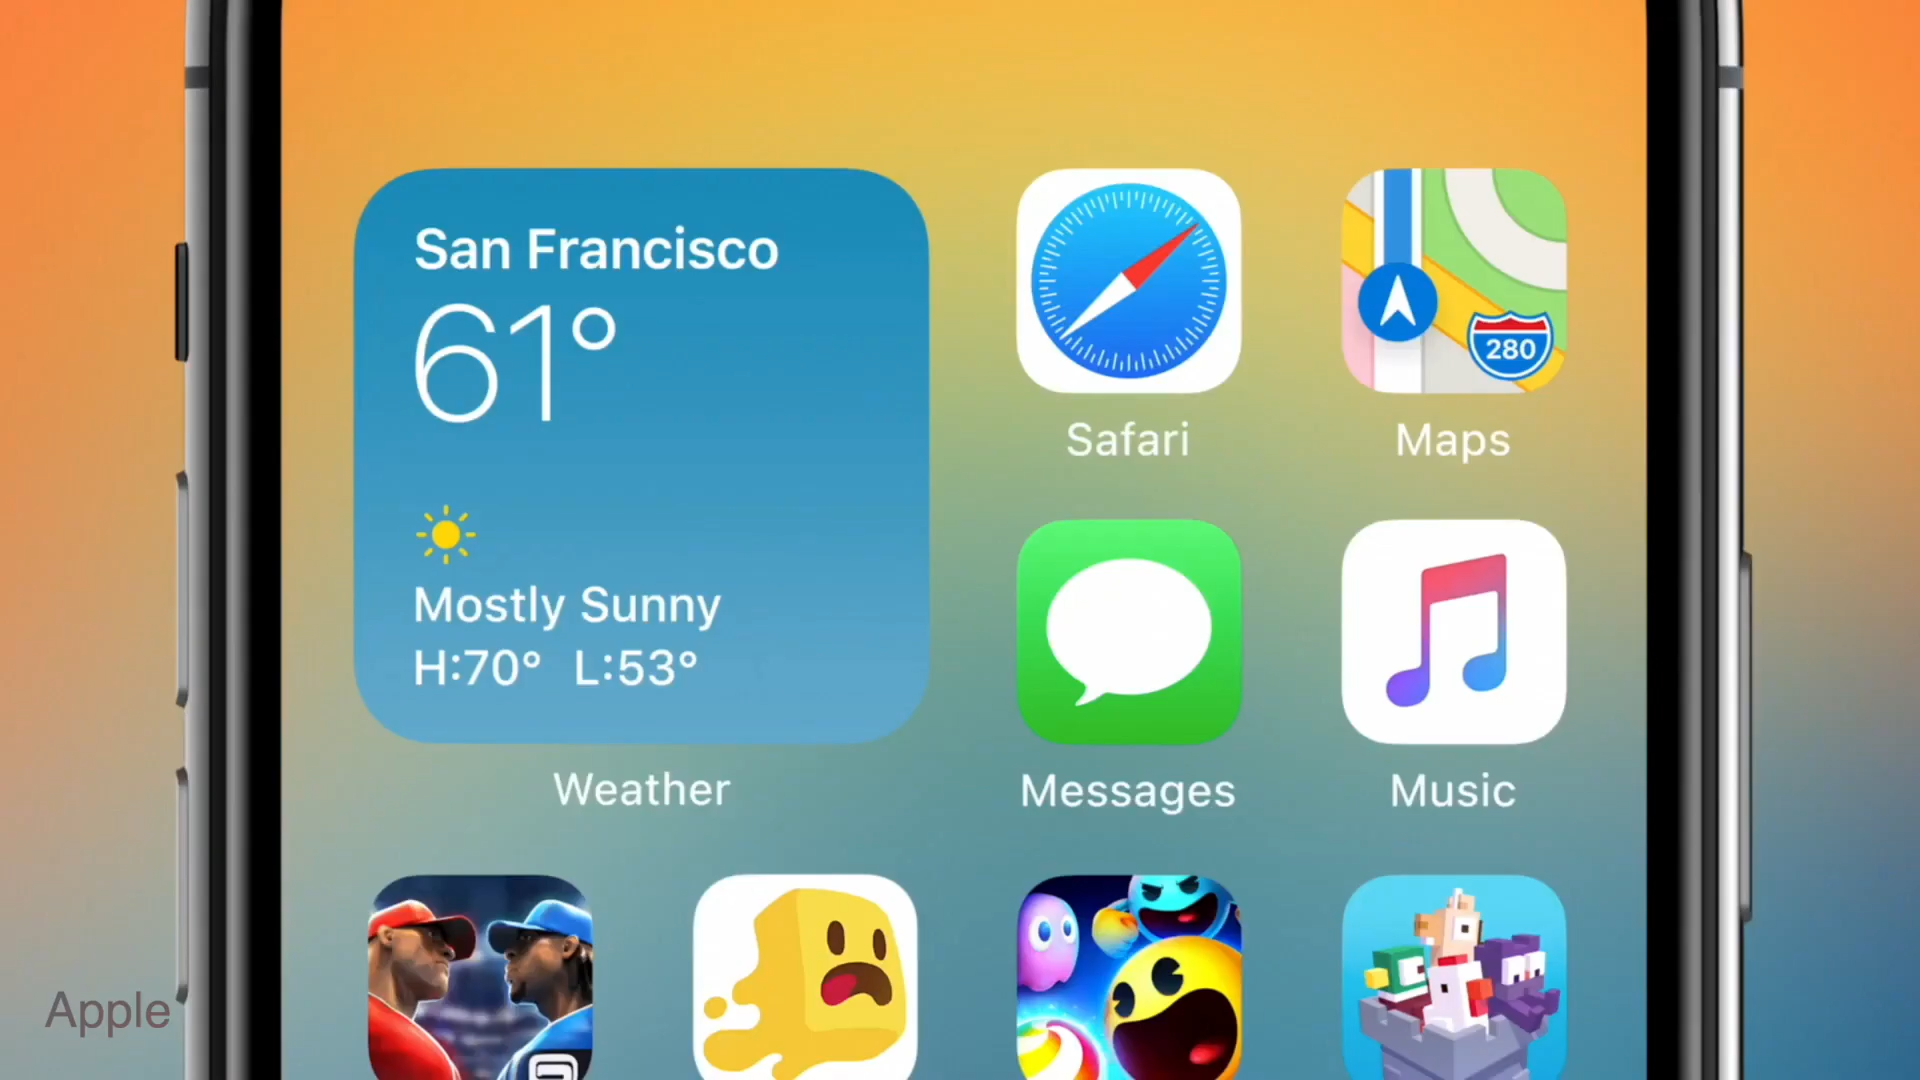 San Francisco
61°
Mostly Sunny
H:70° L:53°
Weather
280
Safari
Maps
Messages
Music
Apple